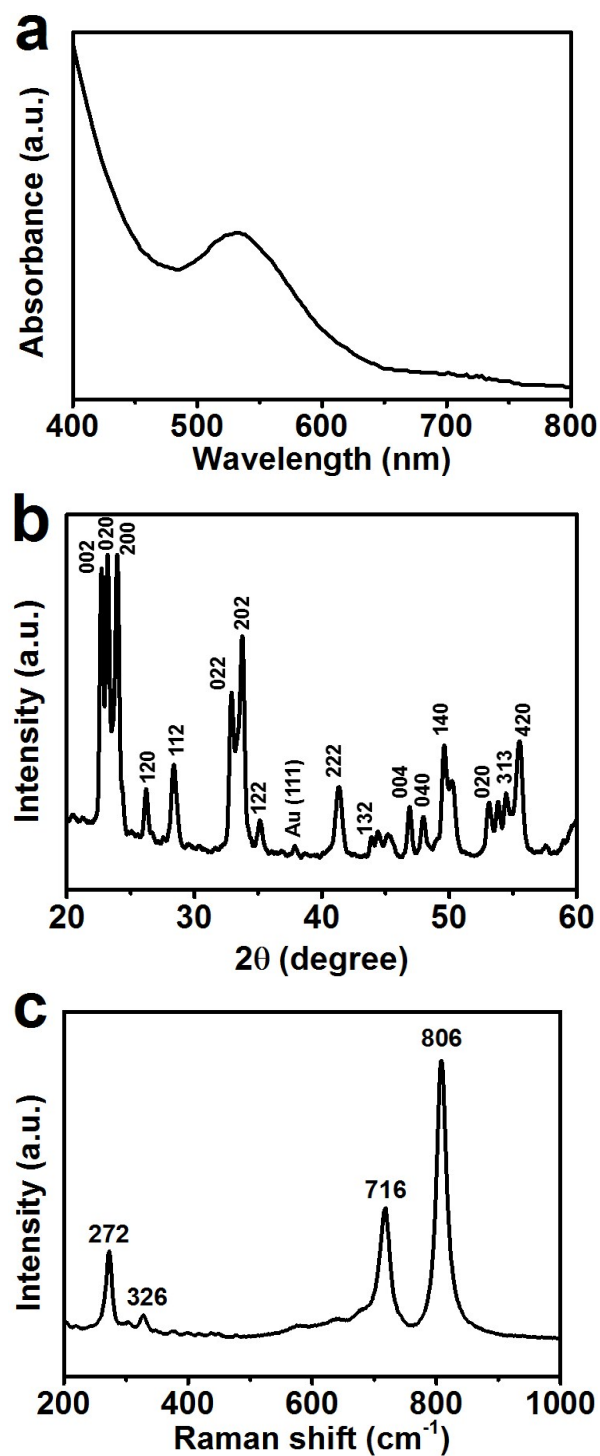 a
Absorbance (a.u.)
400 500 600 700 800
Wavelength (nm)
b
Intensity (a.u.)
002
020
200
120
112
022
202
122
Au (111)
222
132
004
040
140
020
313
420
20 30 40 50 60
2θ (degree)
c
Intensity (a.u.)
272
326
716
806
200 400 600 800 1000
Raman shift (cm⁻¹)